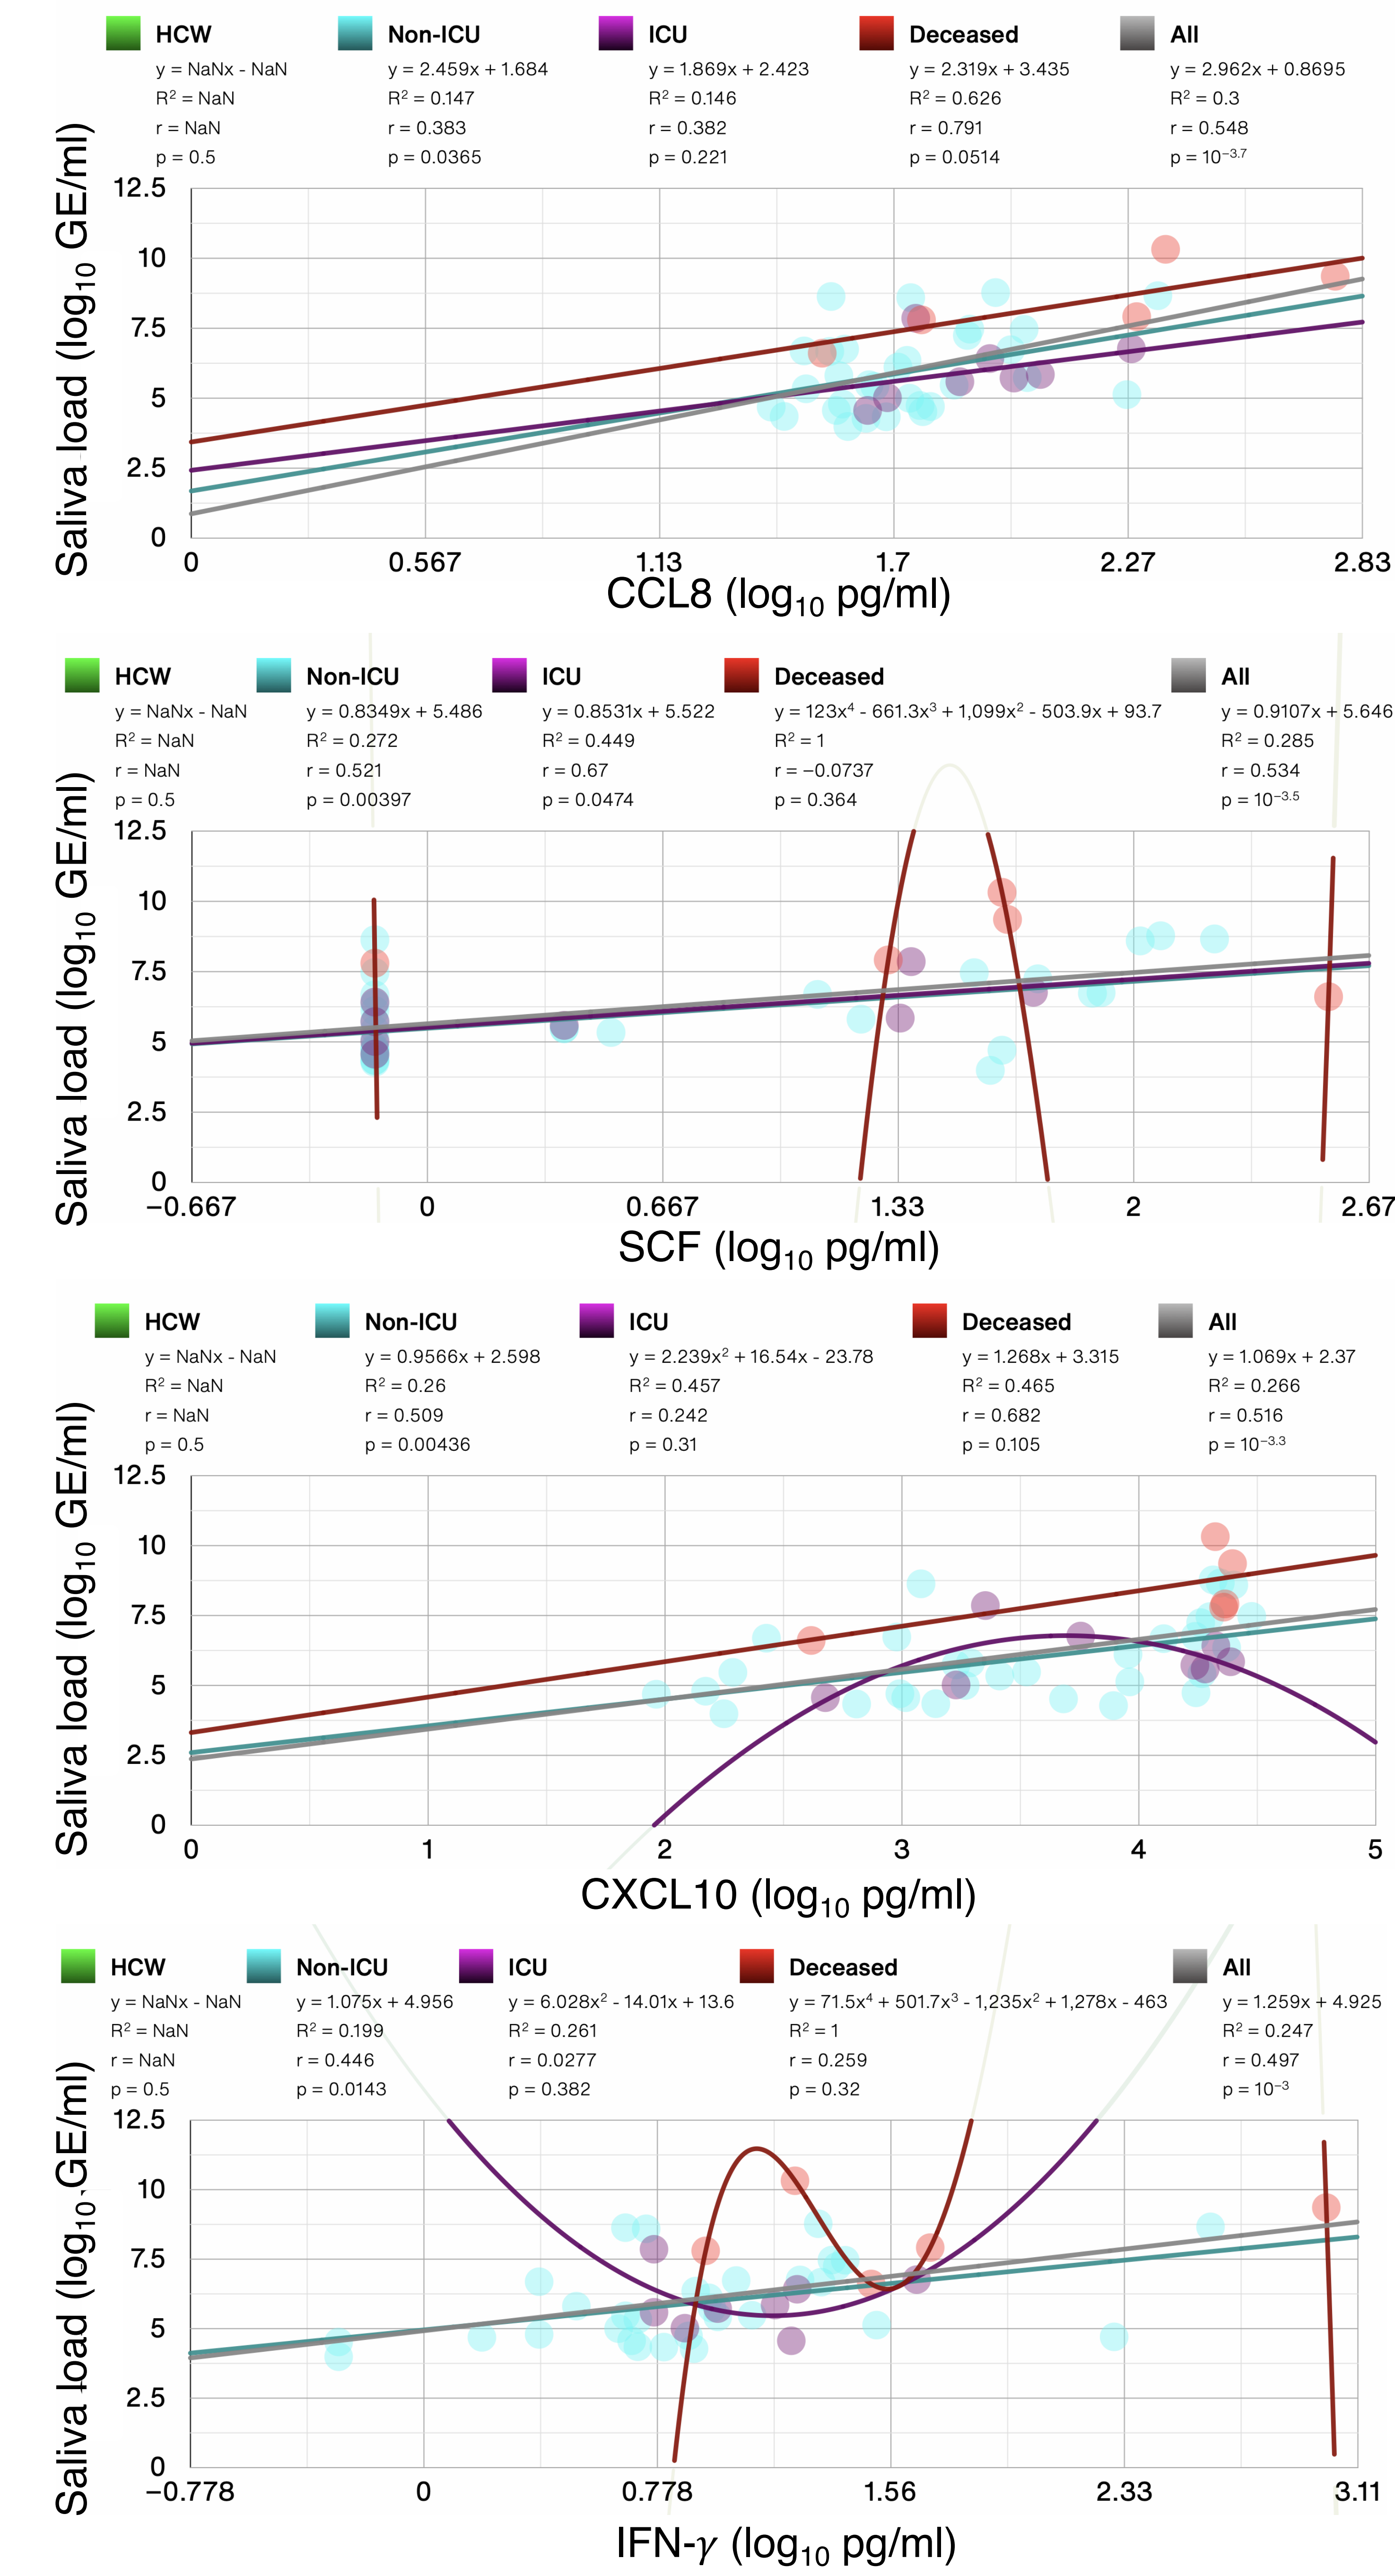 HCW Non-ICU ICU Deceased All
y = NaNx - NaN y = 2.459x + 1.684 y = 1.869x + 2.423 y = 2.319x + 3.435 y = 2.962x + 0.8695
R² = NaN R² = 0.147 R² = 0.146 R² = 0.626 R² = 0.3
r = NaN r = 0.383 r = 0.382 r = 0.791 r = 0.548
p = 0.5 p = 0.0365 p = 0.221 p = 0.0514 p = 10⁻³·⁷
Saliva load (log₁₀ GE/ml)
12.5
10
7.5
5
2.5
0
0 0.567 1.13 1.7 2.27 2.83
CCL8 (log₁₀ pg/ml)
HCW Non-ICU ICU Deceased All
y = NaNx - NaN y = 0.8349x + 5.486 y = 0.8531x + 5.522 y = 123x⁴ - 661.3x³ + 1,099x² - 503.9x + 93.7 y = 0.9107x + 5.646
R² = NaN R² = 0.272 R² = 0.449 R² = 1 R² = 0.285
r = NaN r = 0.521 r = 0.67 r = −0.0737 r = 0.534
p = 0.5 p = 0.00397 p = 0.0474 p = 0.364 p = 10⁻³·⁵
Saliva load (log₁₀ GE/ml)
12.5
10
7.5
5
2.5
0
−0.667 0 0.667 1.33 2 2.67
SCF (log₁₀ pg/ml)
HCW Non-ICU ICU Deceased All
y = NaNx - NaN y = 0.9566x + 2.598 y = 2.239x² + 16.54x - 23.78 y = 1.268x + 3.315 y = 1.069x + 2.37
R² = NaN R² = 0.26 R² = 0.457 R² = 0.465 R² = 0.266
r = NaN r = 0.509 r = 0.242 r = 0.682 r = 0.516
p = 0.5 p = 0.00436 p = 0.31 p = 0.105 p = 10⁻³·³
Saliva load (log₁₀ GE/ml)
12.5
10
7.5
5
2.5
0
0 1 2 3 4 5
CXCL10 (log₁₀ pg/ml)
HCW Non-ICU ICU Deceased All
y = NaNx - NaN y = 1.075x + 4.956 y = 6.028x² - 14.01x + 13.6 y = 71.5x⁴ + 501.7x³ - 1,235x² + 1,278x - 463 y = 1.259x + 4.925
R² = NaN R² = 0.199 R² = 0.261 R² = 1 R² = 0.247
r = NaN r = 0.446 r = 0.0277 r = 0.259 r = 0.497
p = 0.5 p = 0.0143 p = 0.382 p = 0.32 p = 10⁻³
Saliva load (log₁₀ GE/ml)
12.5
10
7.5
5
2.5
0
−0.778 0 0.778 1.56 2.33 3.11
IFN-γ (log₁₀ pg/ml)